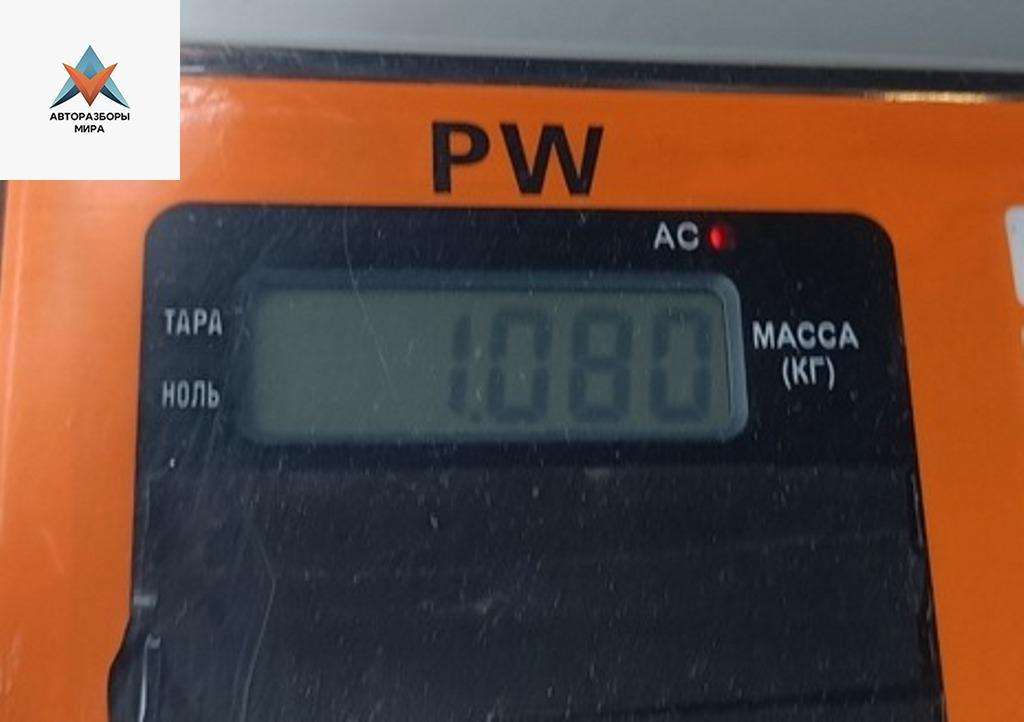 АВТОРАЗБОРЫ
МИРА
PW
AC
ТАРА
1.080
МАССА
(КГ)
НОЛЬ